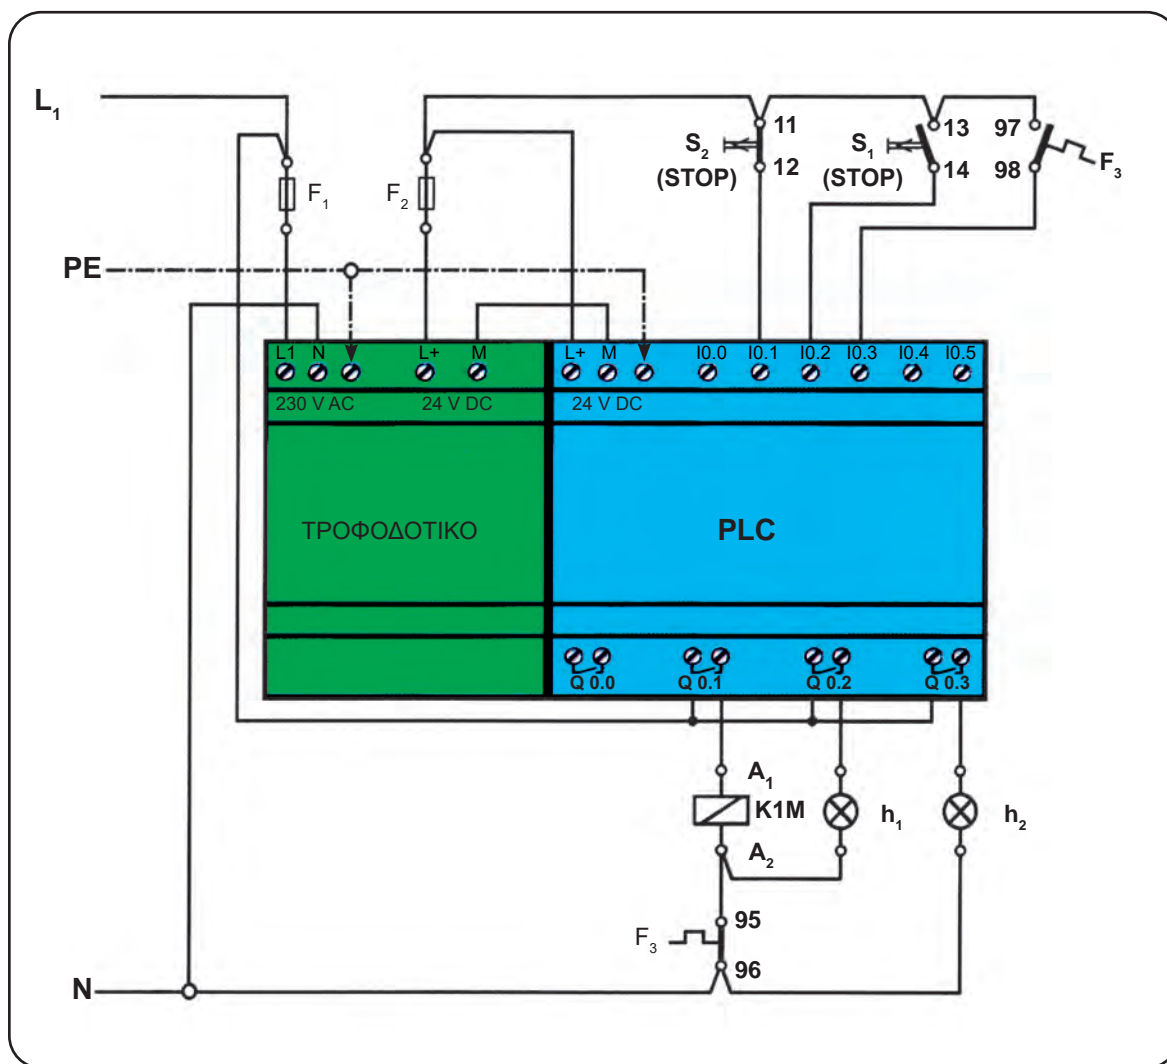 L1
11
13
97
S2
(STOP)
12
S1
(STOP)
14
98
F3
F1
F2
PE
L1 N L+ M L+ M I0.0 I0.1 I0.2 I0.3 I0.4 I0.5
230 V AC 24 V DC 24 V DC
ΤΡΟΦΟΔΟΤΙΚΟ
PLC
Q 0.0 Q 0.1 Q 0.2 Q 0.3
A1
K1M
h1
h2
A2
95
F3
96
N